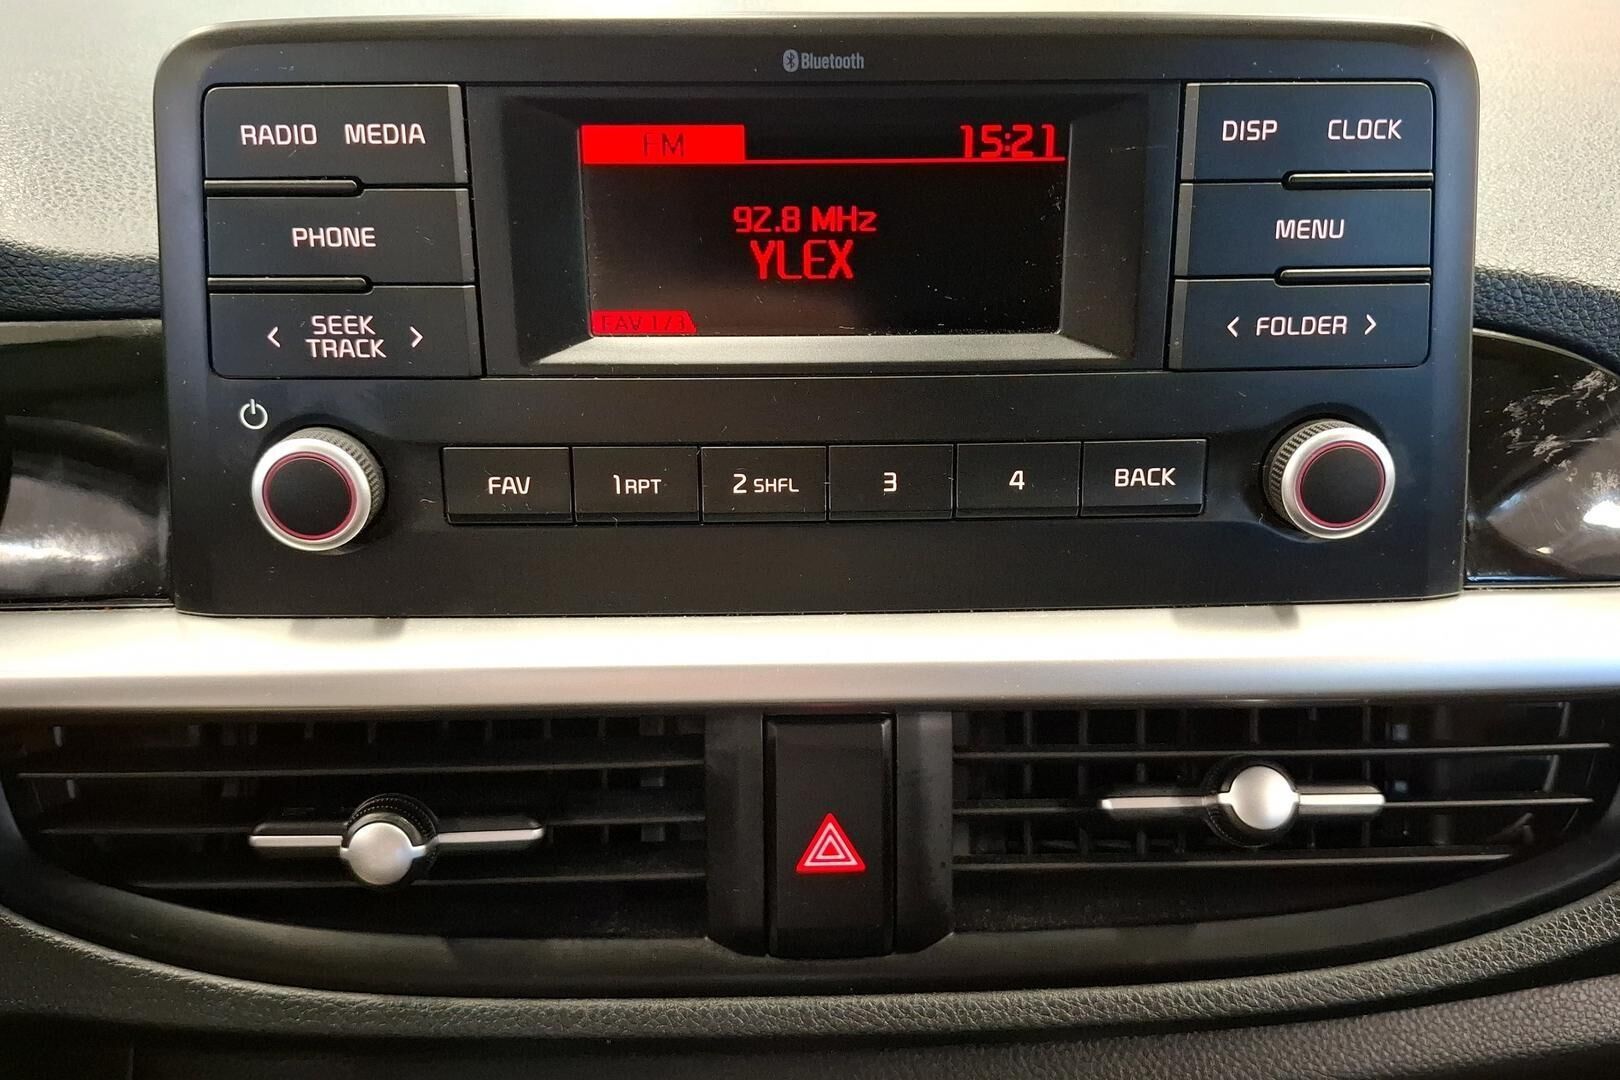 Bluetooth
RADIO MEDIA
PHONE
< SEEK TRACK >
FM 15:21
92.8 MHz
YLEX
FAV 1/3
DISP CLOCK
MENU
< FOLDER >
FAV 1 RPT 2 SHFL 3 4 BACK